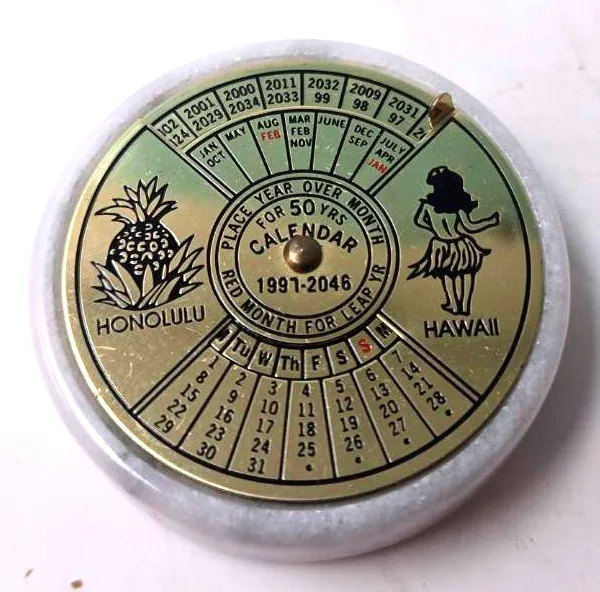 2001 2000 2011 2032 2009 2031
2029 2034 2033 99 98 97
JAN MAY AUG MAR JUNE DEC JULY
OCT FEB FEB SEP APR
NOV JAN
PLACE YEAR OVER MONTH
FOR 50 YRS
CALENDAR
1997-2046
RED MONTH FOR LEAP YR
HONOLULU
HAWAII
Tu W Th F S S M
1 2 3 4 5 6 7
8 9 10 11 12 13 14
15 16 17 18 19 20 21
22 23 24 25 26 27 28
29 30 31